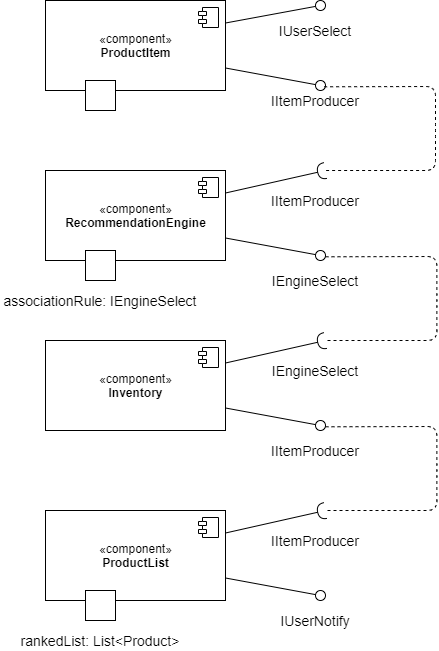 «component»
ProductItem
IUserSelect
IItemProducer
«component»
RecommendationEngine
IItemProducer
IEngineSelect
associationRule: IEngineSelect
«component»
Inventory
IEngineSelect
IItemProducer
«component»
ProductList
IItemProducer
IUserNotify
rankedList: List<Product>